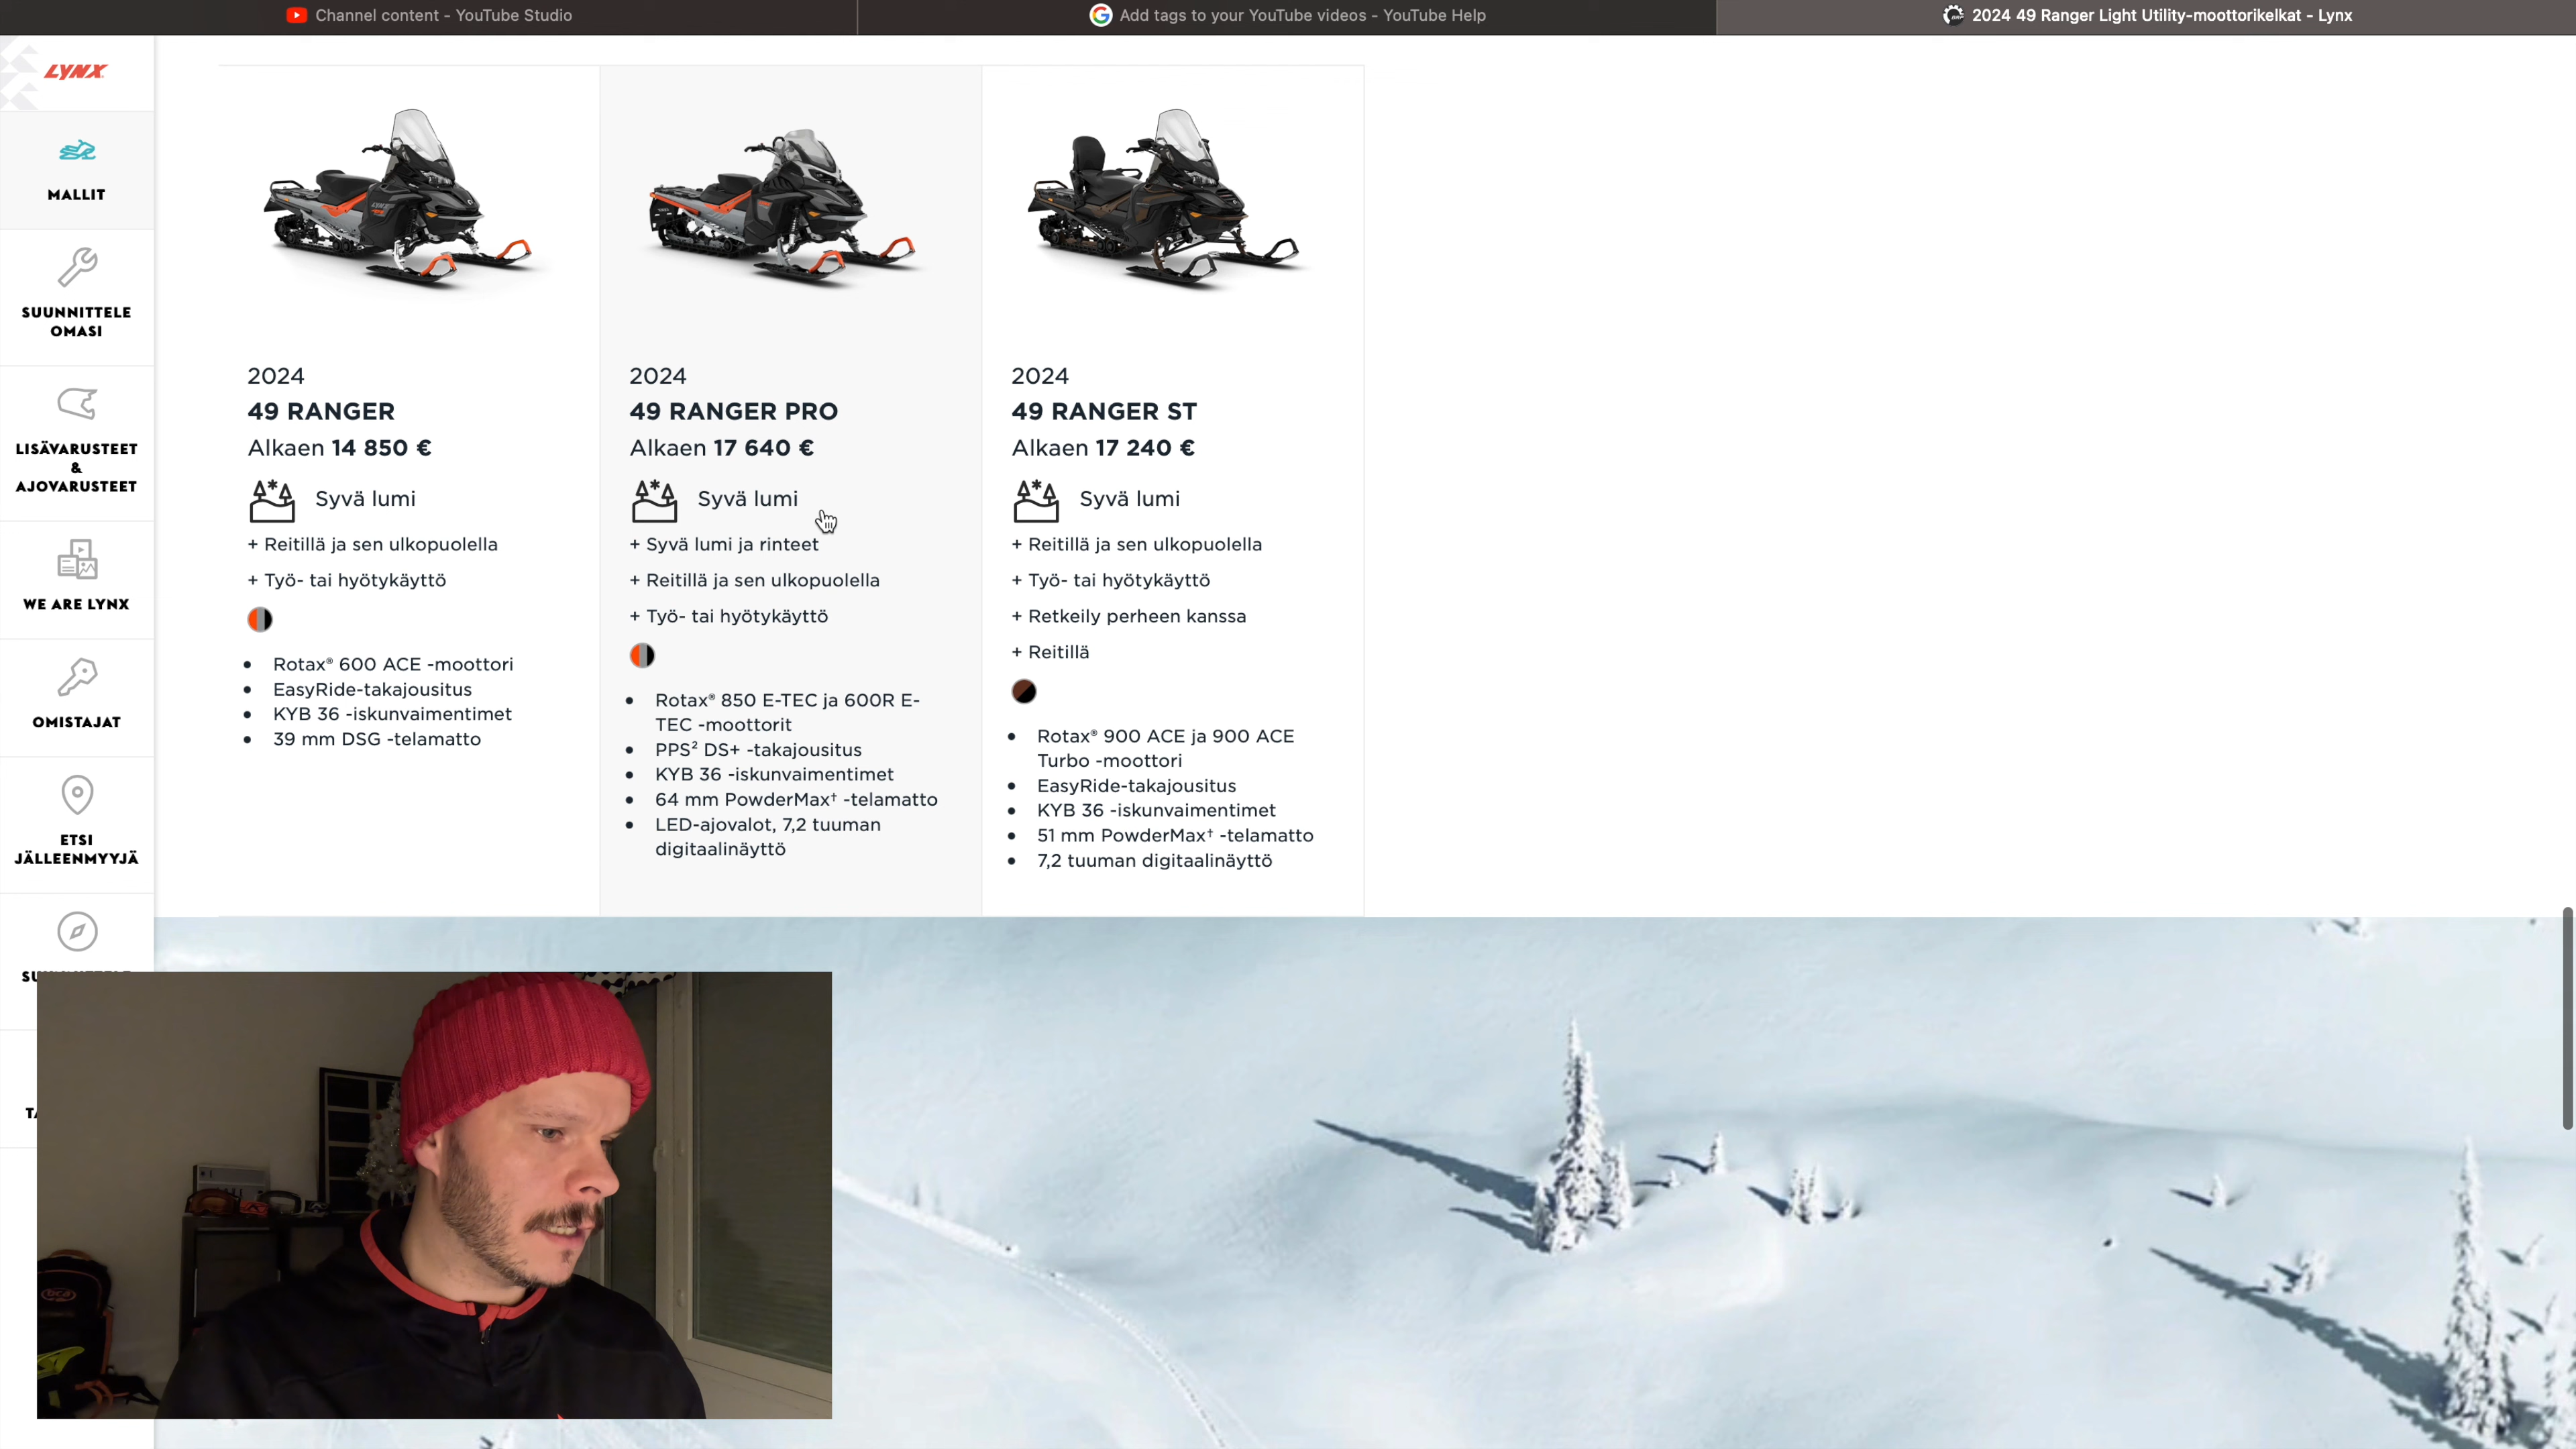 Channel content - YouTube Studio
Add tags to your YouTube videos - YouTube Help
2024 49 Ranger Light Utility-moottorikelkat - Lynx
LYNX
MALLIT
SUUNNITTELE
OMASI
LISÄVARUSTEET
&
AJOVARUSTEET
WE ARE LYNX
OMISTAJAT
ETSI
JÄLLEENMYYJÄ
2024
49 RANGER
Alkaen 14 850 €
Syvä lumi
+ Reitillä ja sen ulkopuolella
+ Työ- tai hyötykäyttö
• Rotax® 600 ACE -moottori
• EasyRide-takajousitus
• KYB 36 -iskunvaimentimet
• 39 mm DSG -telamatto
2024
49 RANGER PRO
Alkaen 17 640 €
Syvä lumi
+ Syvä lumi ja rinteet
+ Reitillä ja sen ulkopuolella
+ Työ- tai hyötykäyttö
• Rotax® 850 E-TEC ja 600R E-
TEC -moottorit
• PPS² DS+ -takajousitus
• KYB 36 -iskunvaimentimet
• 64 mm PowderMax† -telamatto
• LED-ajovalot, 7,2 tuuman
digitaalinäyttö
2024
49 RANGER ST
Alkaen 17 240 €
Syvä lumi
+ Reitillä ja sen ulkopuolella
+ Työ- tai hyötykäyttö
+ Retkeily perheen kanssa
+ Reitillä
• Rotax® 900 ACE ja 900 ACE
Turbo -moottori
• EasyRide-takajousitus
• KYB 36 -iskunvaimentimet
• 51 mm PowderMax† -telamatto
• 7,2 tuuman digitaalinäyttö
bca